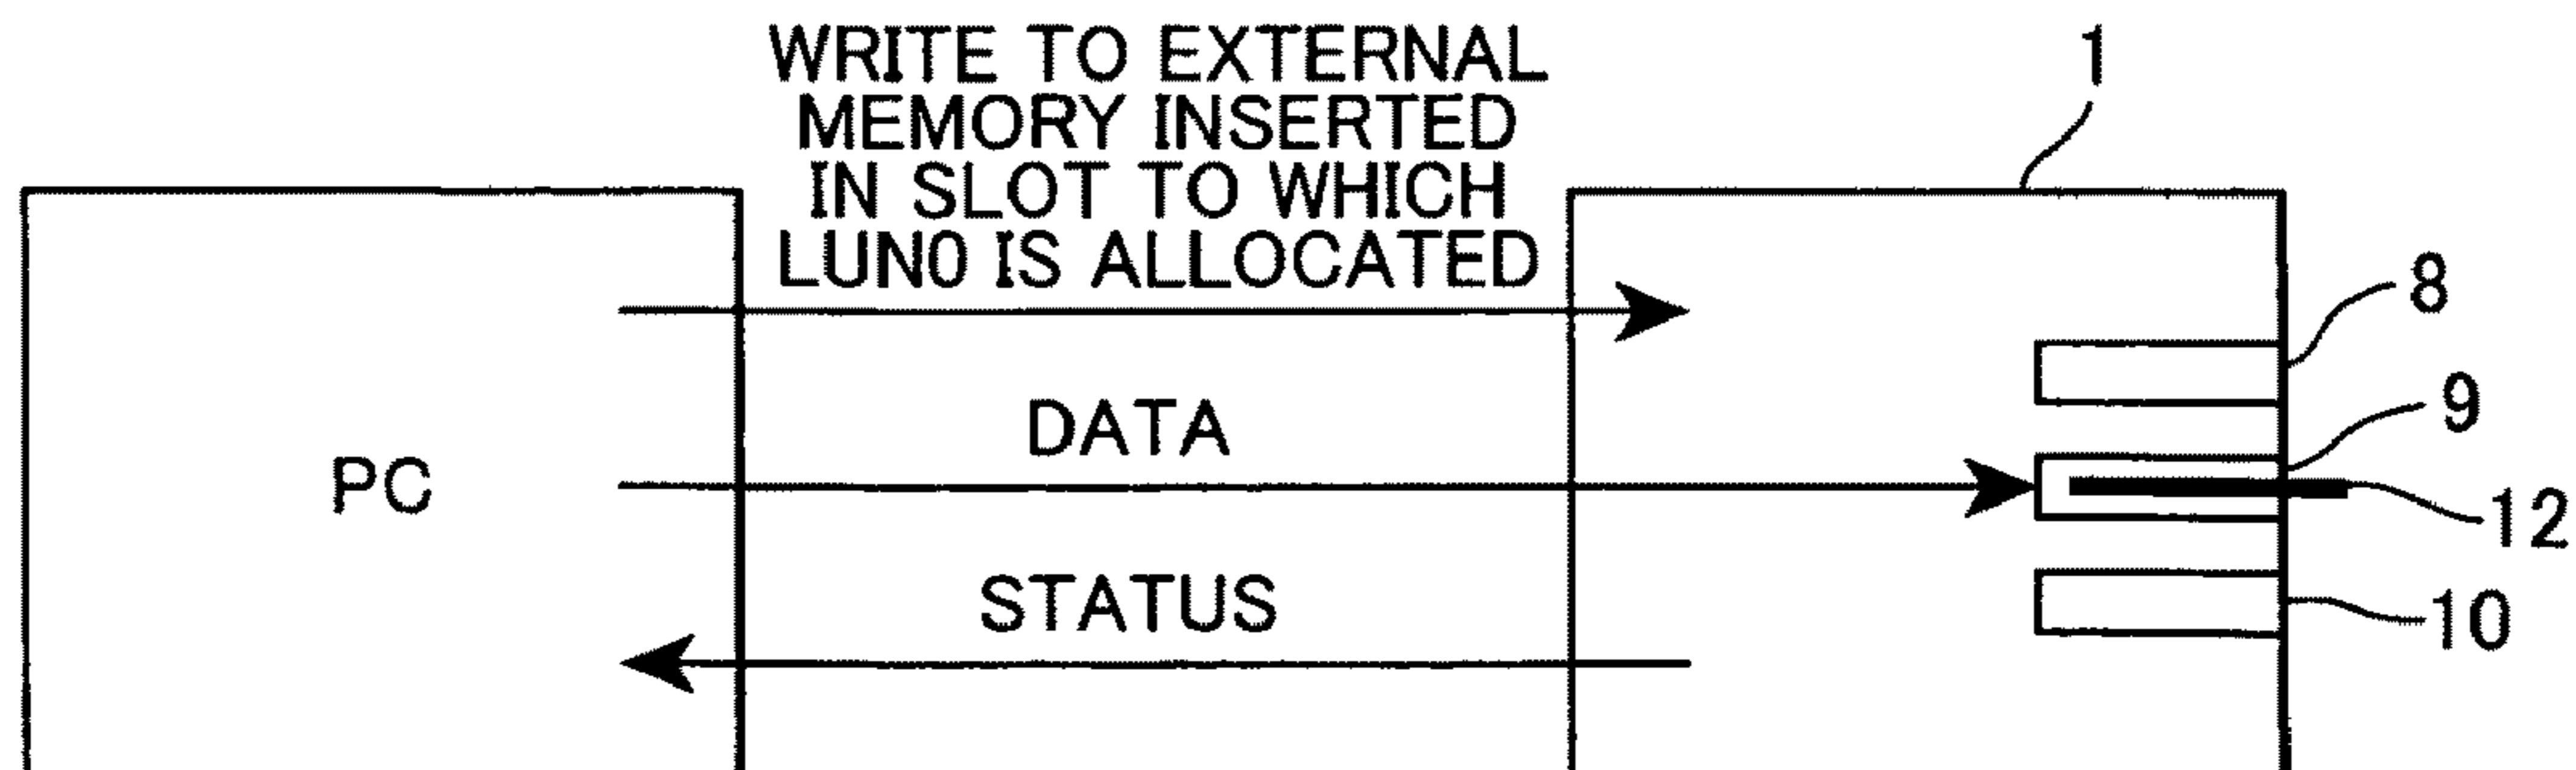 WRITE TO EXTERNAL
MEMORY INSERTED
IN SLOT TO WHICH
LUN0 IS ALLOCATED
1
8
DATA
9
PC
12
STATUS
10